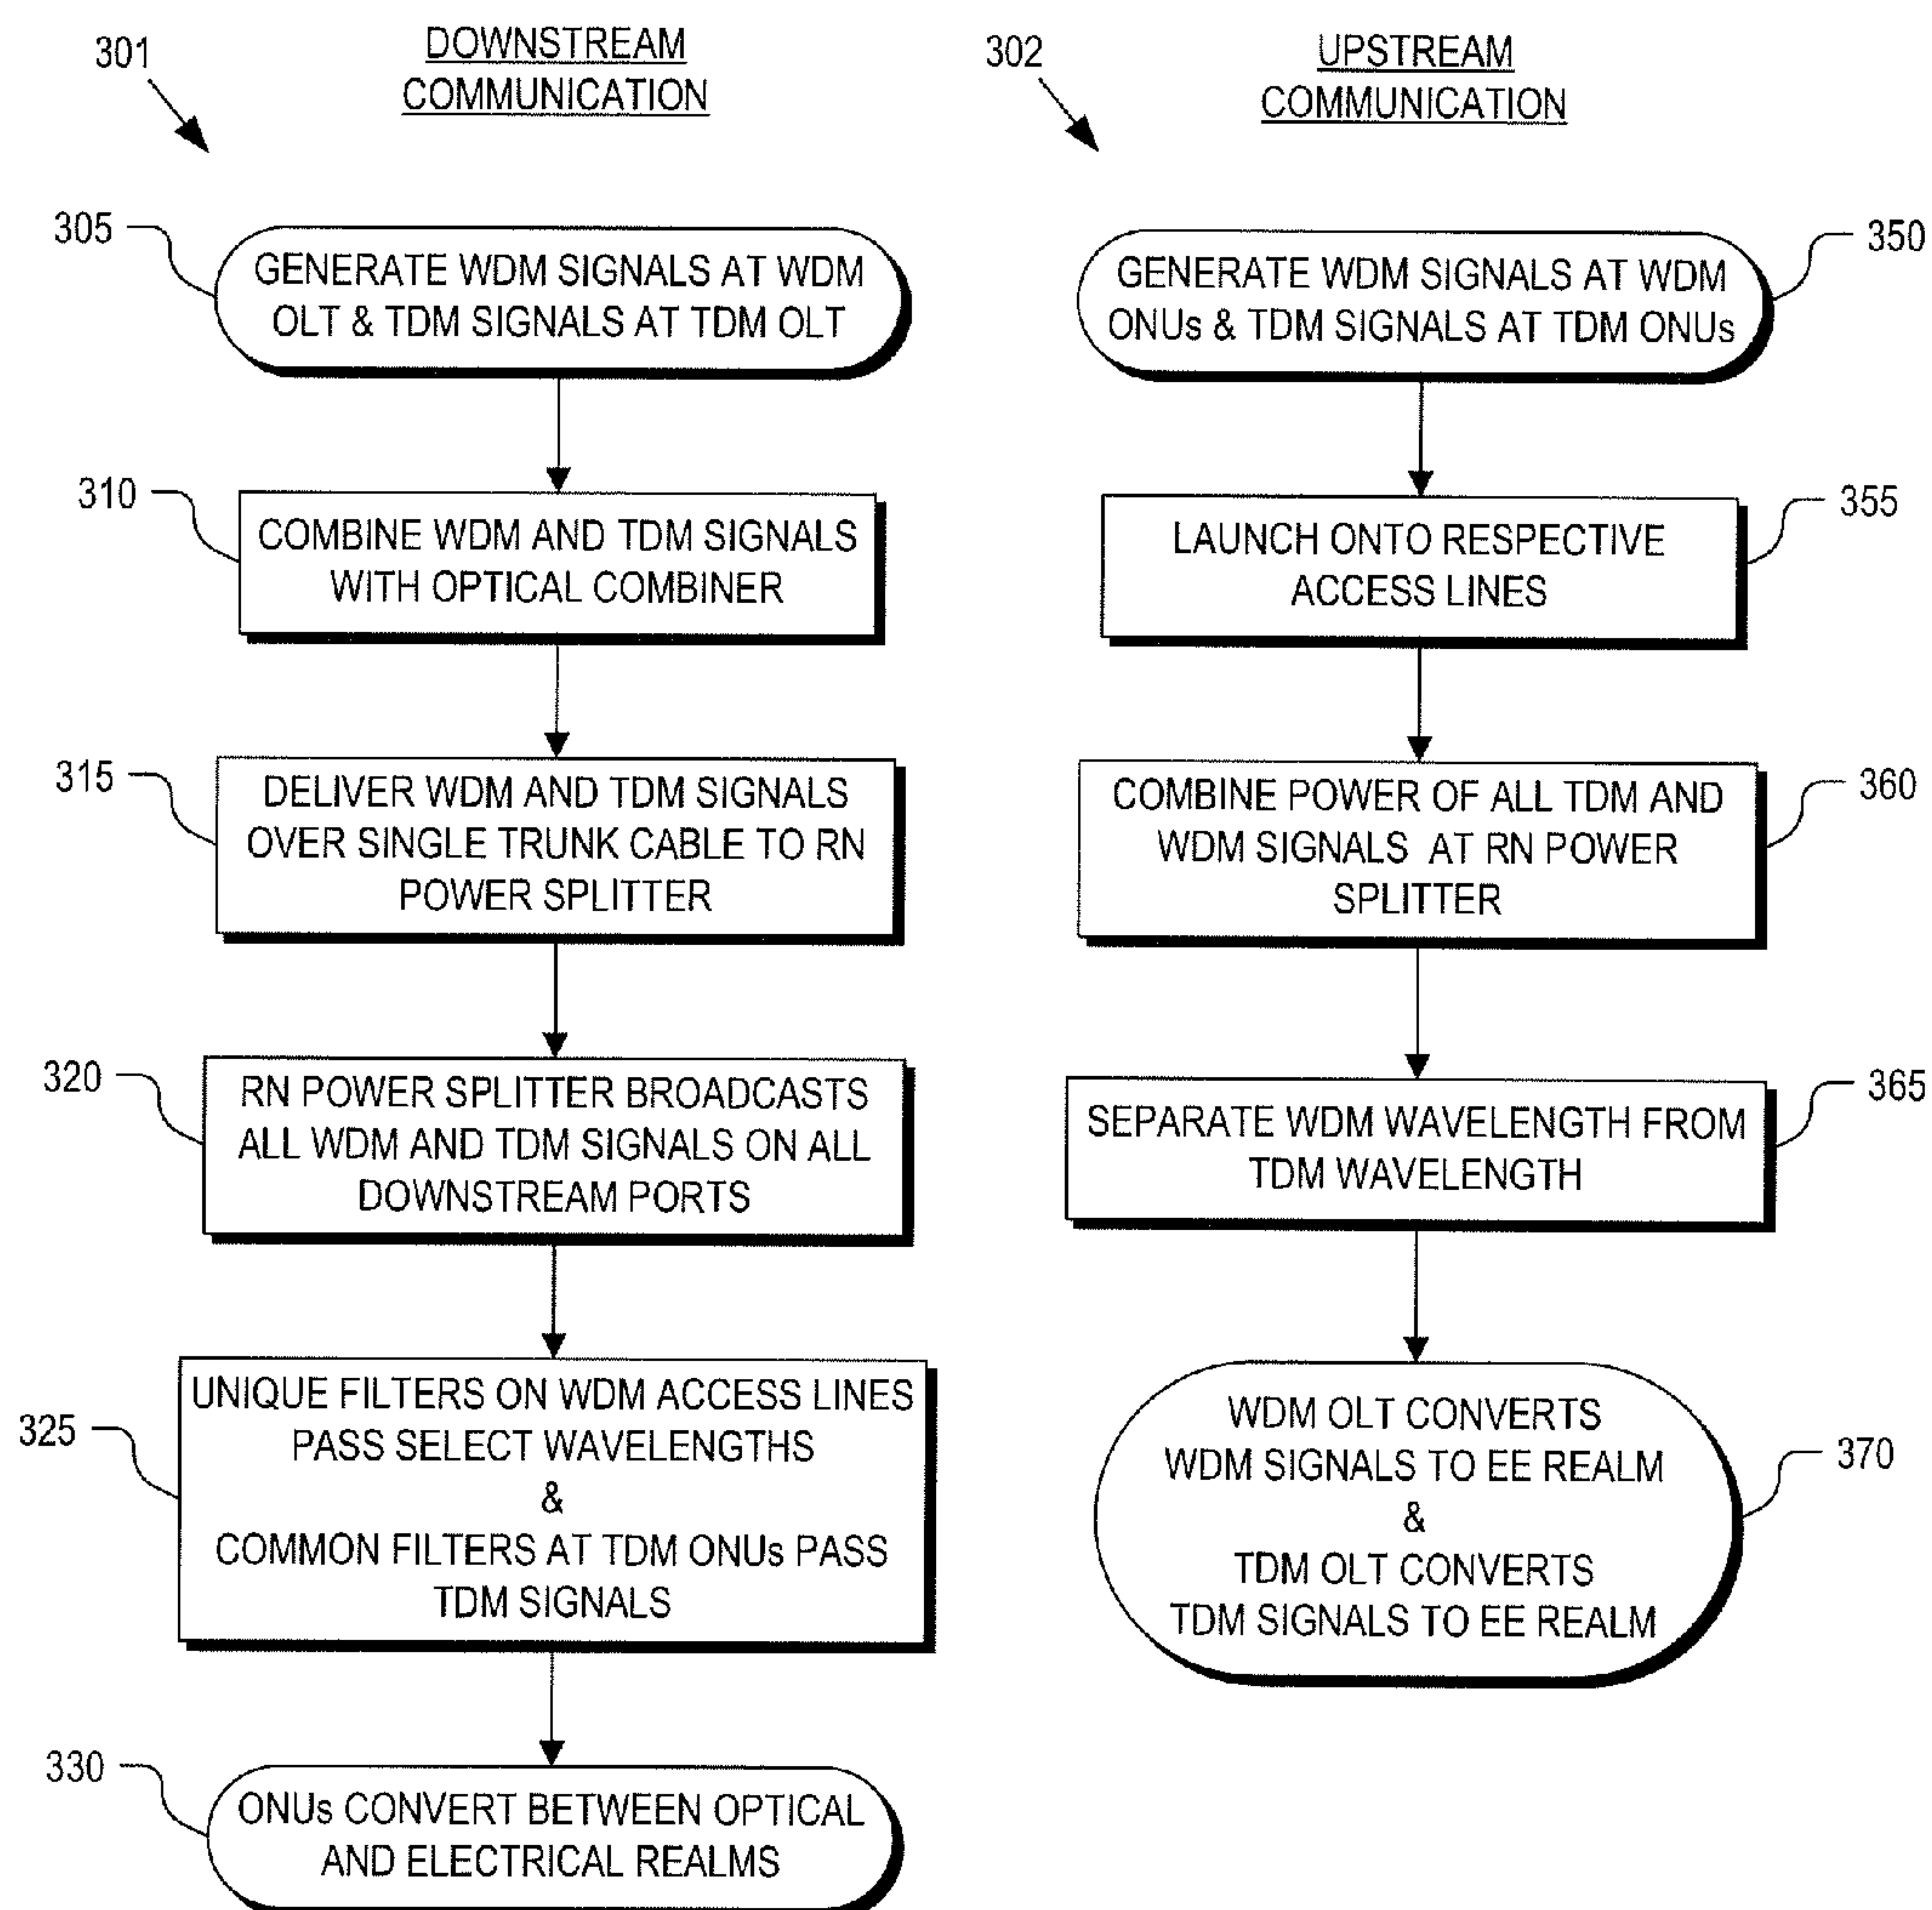 301
DOWNSTREAM
COMMUNICATION
305
GENERATE WDM SIGNALS AT WDM
OLT & TDM SIGNALS AT TDM OLT
310
COMBINE WDM AND TDM SIGNALS
WITH OPTICAL COMBINER
315
DELIVER WDM AND TDM SIGNALS
OVER SINGLE TRUNK CABLE TO RN
POWER SPLITTER
320
RN POWER SPLITTER BROADCASTS
ALL WDM AND TDM SIGNALS ON ALL
DOWNSTREAM PORTS
325
UNIQUE FILTERS ON WDM ACCESS LINES
PASS SELECT WAVELENGTHS
&
COMMON FILTERS AT TDM ONUs PASS
TDM SIGNALS
330
ONUs CONVERT BETWEEN OPTICAL
AND ELECTRICAL REALMS
302
UPSTREAM
COMMUNICATION
350
GENERATE WDM SIGNALS AT WDM
ONUs & TDM SIGNALS AT TDM ONUs
355
LAUNCH ONTO RESPECTIVE
ACCESS LINES
360
COMBINE POWER OF ALL TDM AND
WDM SIGNALS AT RN POWER
SPLITTER
365
SEPARATE WDM WAVELENGTH FROM
TDM WAVELENGTH
370
WDM OLT CONVERTS
WDM SIGNALS TO EE REALM
&
TDM OLT CONVERTS
TDM SIGNALS TO EE REALM